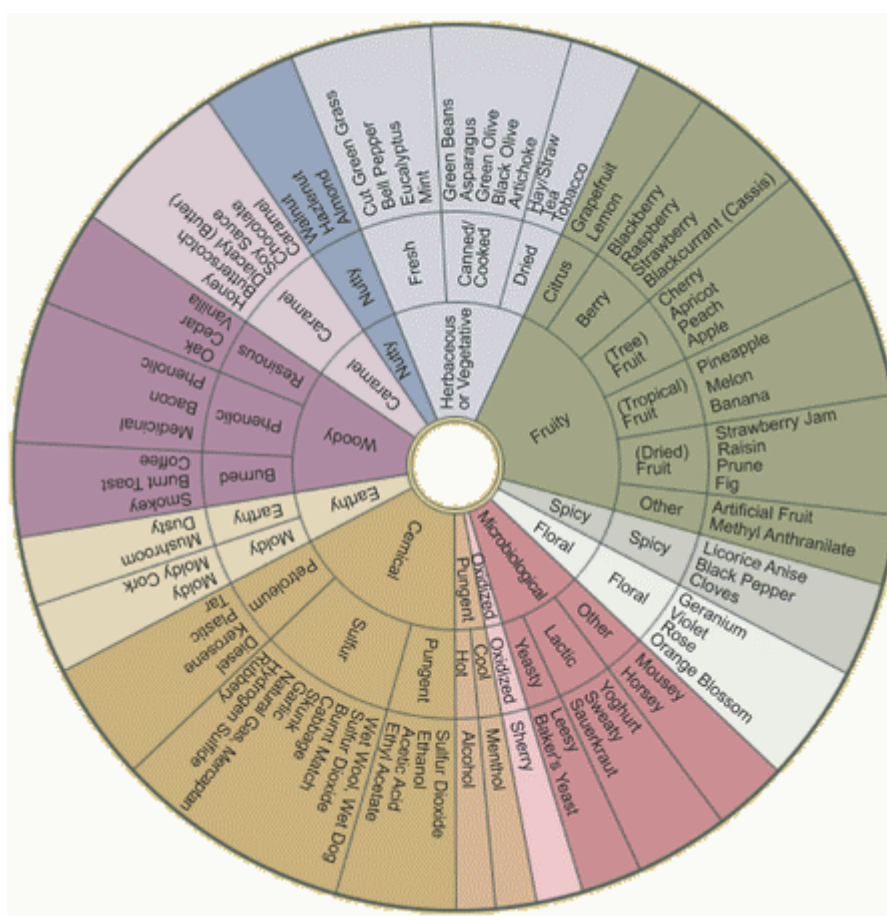 Herbaceous
or Vegetative
Fresh
Cut Green Grass
Bell Pepper
Eucalyptus
Mint
Canned/
Cooked
Green Beans
Asparagus
Green Olive
Black Olive
Artichoke
Dried
Hay/Straw
Tea
Tobacco
Fruity
Citrus
Grapefruit
Lemon
Berry
Blackberry
Raspberry
Strawberry
Blackcurrant (Cassis)
(Tree)
Fruit
Cherry
Apricot
Peach
Apple
(Tropical)
Fruit
Pineapple
Melon
Banana
(Dried)
Fruit
Strawberry Jam
Raisin
Prune
Fig
Other
Artificial Fruit
Methyl Anthranilate
Spicy
Spicy
Licorice Anise
Black Pepper
Cloves
Floral
Floral
Geranium
Violet
Rose
Orange Blossom
Microbiological
Other
Mousey
Horsey
Lactic
Yoghurt
Sweaty
Sauerkraut
Yeasty
Leesy
Baker's Yeast
Oxidized
Oxidized
Sherry
Pungent
Cool
Menthol
Hot
Alcohol
Cemical
Pungent
Sulfur Dioxide
Ethanol
Acetic Acid
Ethyl Acetate
Sulfur
Wet Wool, Wet Dog
Sulfur Dioxide
Burnt Match
Cabbage
Skunk
Garlic
Natural Gas, Mercaptan
Hydrogen Sulfide
Rubbery
Petroleum
Diesel
Kerosene
Plastic
Tar
Earthy
Moldy
Moldy
Moldy Cork
Earthy
Mushroom
Dusty
Woody
Burned
Smokey
Burnt Toast
Coffee
Phenolic
Medicinal
Bacon
Phenolic
Resinous
Oak
Cedar
Vanilla
Caramel
Caramel
Honey
Butterscotch
Diacetyl (Butter)
Soy Sauce
Chocolate
Caramel
Nutty
Nutty
Walnut
Hazlenut
Almond